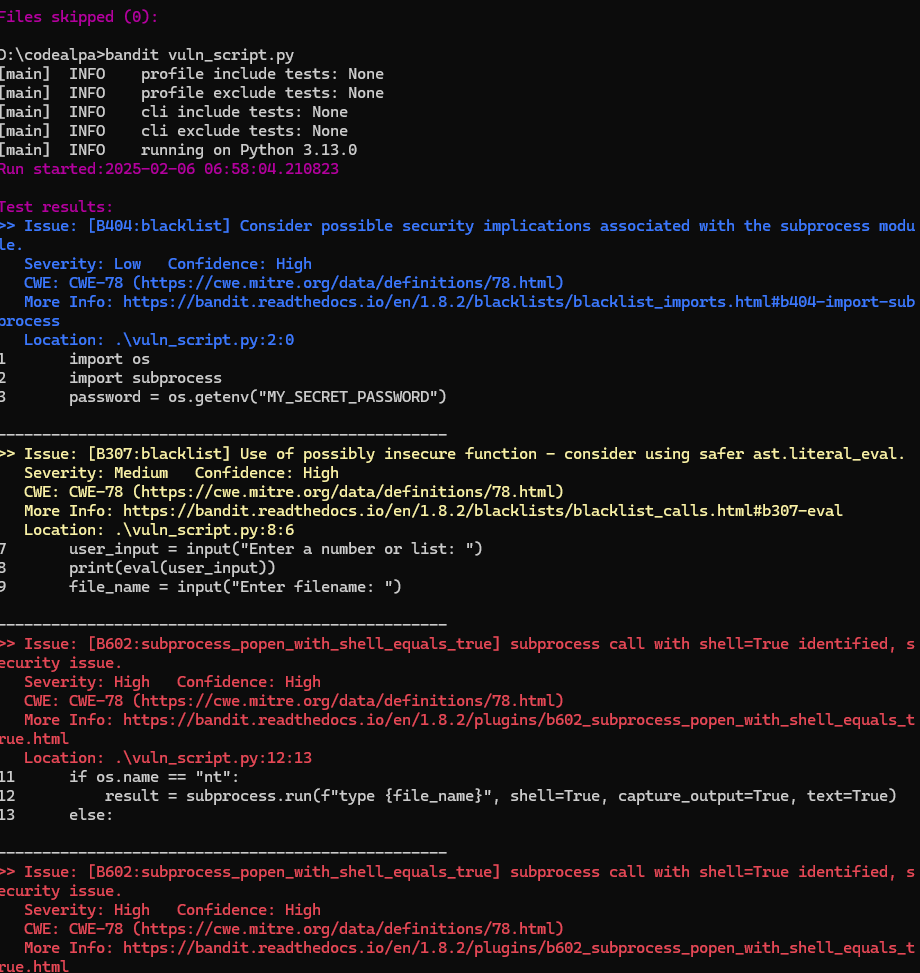 Files skipped (0):
D:\codealpa>bandit vuln_script.py
[main]  INFO    profile include tests: None
[main]  INFO    profile exclude tests: None
[main]  INFO    cli include tests: None
[main]  INFO    cli exclude tests: None
[main]  INFO    running on Python 3.13.0
Run started:2025-02-06 06:58:04.210823
Test results:
>> Issue: [B404:blacklist] Consider possible security implications associated with the subprocess modu
le.
   Severity: Low   Confidence: High
   CWE: CWE-78 (https://cwe.mitre.org/data/definitions/78.html)
   More Info: https://bandit.readthedocs.io/en/1.8.2/blacklists/blacklist_imports.html#b404-import-sub
process
   Location: .\vuln_script.py:2:0
1       import os
2       import subprocess
3       password = os.getenv("MY_SECRET_PASSWORD")
--------------------------------------------------
>> Issue: [B307:blacklist] Use of possibly insecure function - consider using safer ast.literal_eval.
   Severity: Medium   Confidence: High
   CWE: CWE-78 (https://cwe.mitre.org/data/definitions/78.html)
   More Info: https://bandit.readthedocs.io/en/1.8.2/blacklists/blacklist_calls.html#b307-eval
   Location: .\vuln_script.py:8:6
7       user_input = input("Enter a number or list: ")
8       print(eval(user_input))
9       file_name = input("Enter filename: ")
--------------------------------------------------
>> Issue: [B602:subprocess_popen_with_shell_equals_true] subprocess call with shell=True identified, s
ecurity issue.
   Severity: High   Confidence: High
   CWE: CWE-78 (https://cwe.mitre.org/data/definitions/78.html)
   More Info: https://bandit.readthedocs.io/en/1.8.2/plugins/b602_subprocess_popen_with_shell_equals_t
rue.html
   Location: .\vuln_script.py:12:13
11      if os.name == "nt":
12          result = subprocess.run(f"type {file_name}", shell=True, capture_output=True, text=True)
13      else:
--------------------------------------------------
>> Issue: [B602:subprocess_popen_with_shell_equals_true] subprocess call with shell=True identified, s
ecurity issue.
   Severity: High   Confidence: High
   CWE: CWE-78 (https://cwe.mitre.org/data/definitions/78.html)
   More Info: https://bandit.readthedocs.io/en/1.8.2/plugins/b602_subprocess_popen_with_shell_equals_t
rue.html